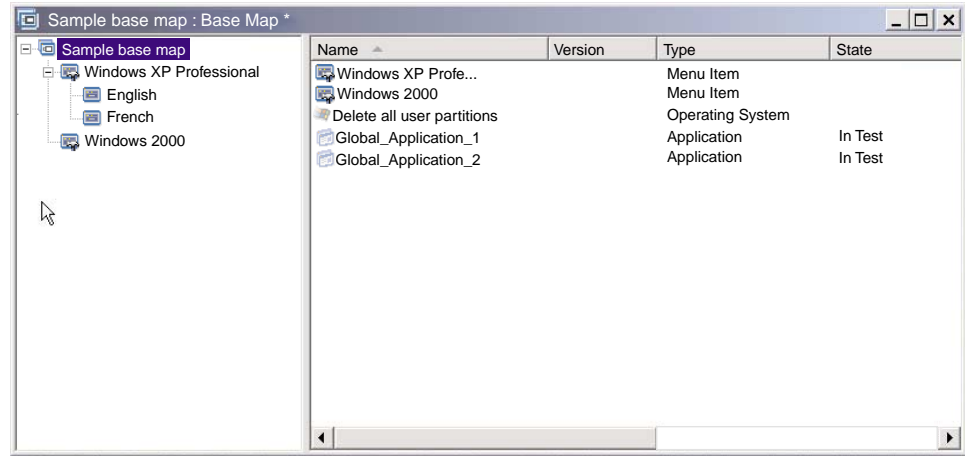 Sample base map : Base Map *
Sample base map
Windows XP Professional
English
French
Windows 2000
Name Version Type State
Windows XP Profe... Menu Item
Windows 2000 Menu Item
Delete all user partitions Operating System
Global_Application_1 Application In Test
Global_Application_2 Application In Test